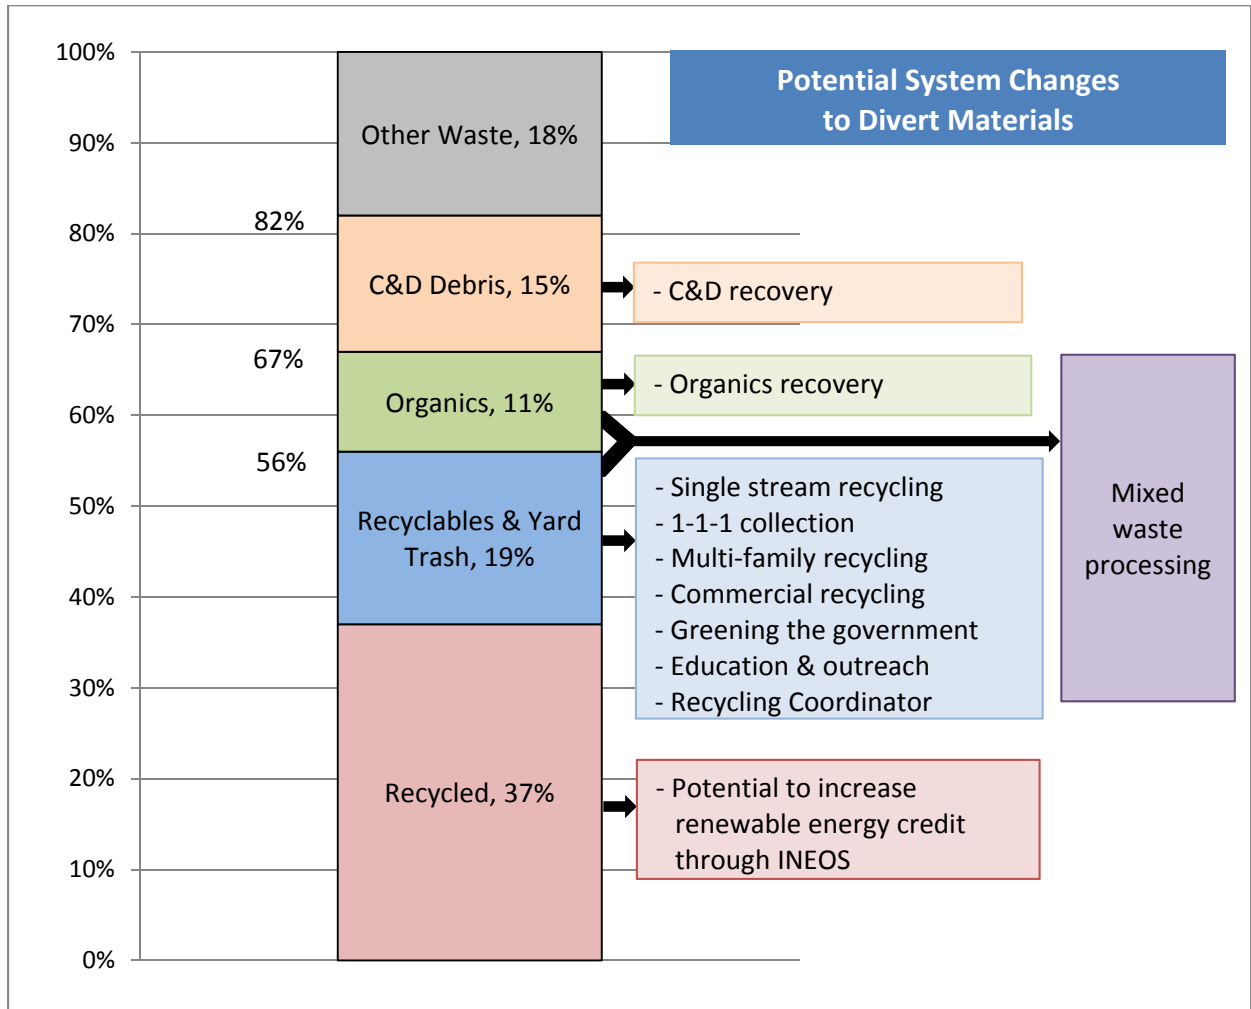 Potential System Changes
to Divert Materials
100%
90%
80%
70%
60%
50%
40%
30%
20%
10%
0%
82%
67%
56%
Other Waste, 18%
C&D Debris, 15%
Organics, 11%
Recyclables & Yard
Trash, 19%
Recycled, 37%
- C&D recovery
- Organics recovery
- Single stream recycling
- 1-1-1 collection
- Multi-family recycling
- Commercial recycling
- Greening the government
- Education & outreach
- Recycling Coordinator
- Potential to increase
renewable energy credit
through INEOS
Mixed
waste
processing